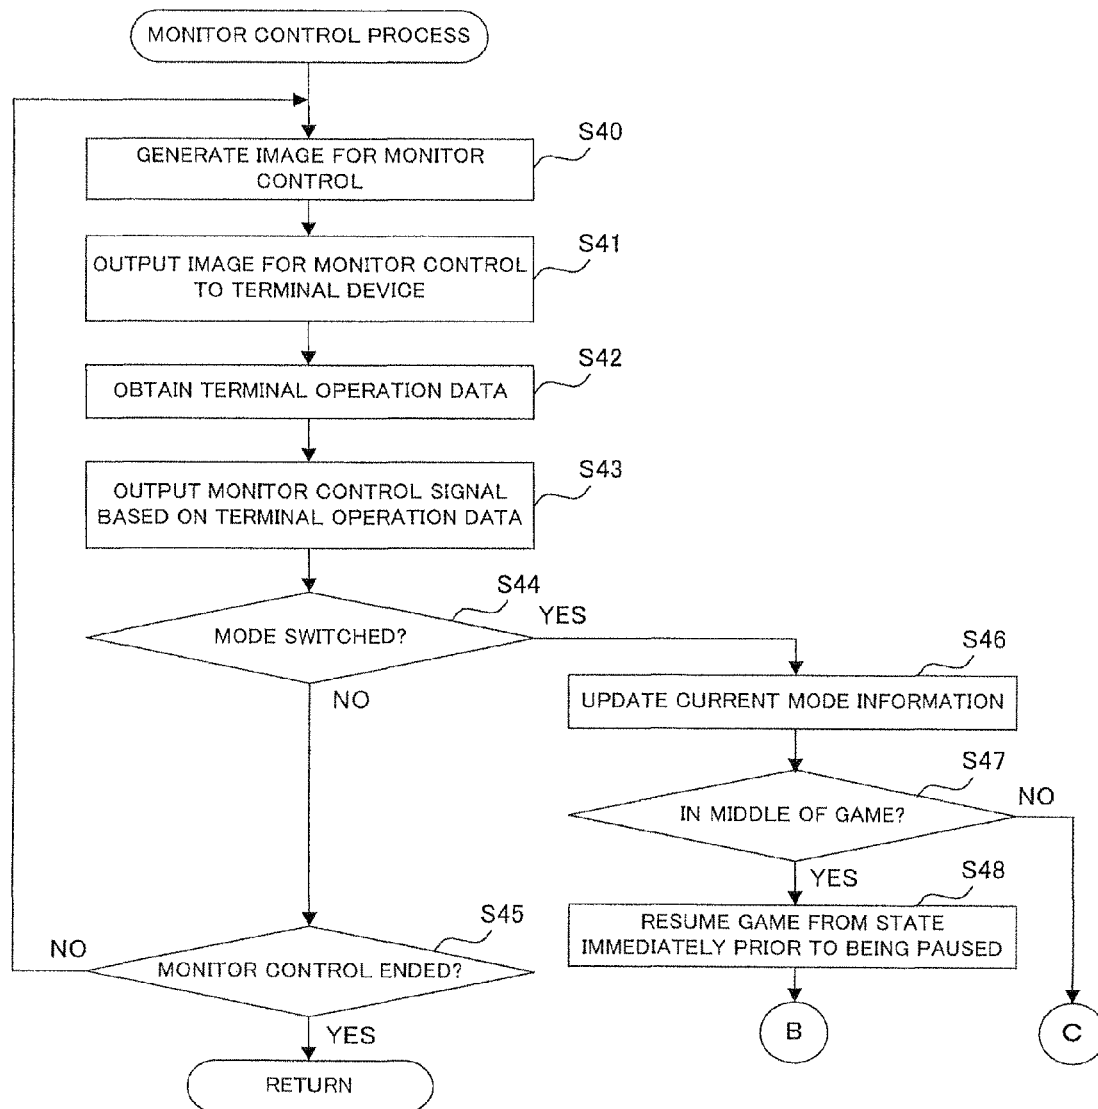 MONITOR CONTROL PROCESS
S40
GENERATE IMAGE FOR MONITOR
CONTROL
S41
OUTPUT IMAGE FOR MONITOR CONTROL
TO TERMINAL DEVICE
S42
OBTAIN TERMINAL OPERATION DATA
S43
OUTPUT MONITOR CONTROL SIGNAL
BASED ON TERMINAL OPERATION DATA
S44
MODE SWITCHED?
YES
NO
S46
UPDATE CURRENT MODE INFORMATION
S47
IN MIDDLE OF GAME?
NO
YES
S48
RESUME GAME FROM STATE
IMMEDIATELY PRIOR TO BEING PAUSED
B
C
S45
MONITOR CONTROL ENDED?
NO
YES
RETURN